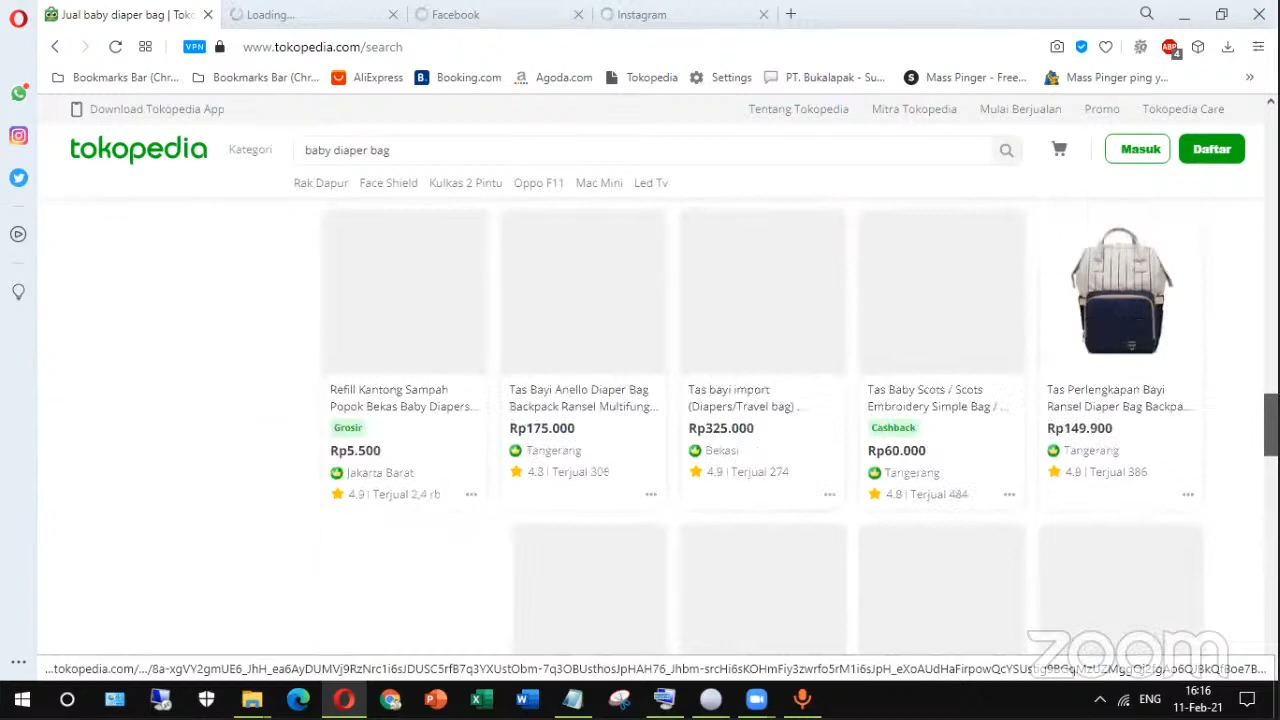 Jual baby diaper bag | Tok
Loading...
Facebook
Instagram
VPN
www.tokopedia.com/search
ABP
4
Bookmarks Bar (Chr...
Bookmarks Bar (Chr...
AliExpress
B. Booking.com
a Agoda.com
Tokopedia
Settings
PT. Bukalapak - Su...
S Mass Pinger - Free...
Mass Pinger ping y...
Download Tokopedia App
Tentang Tokopedia
Mitra Tokopedia
Mulai Berjualan
Promo
Tokopedia Care
tokopedia
Kategori
baby diaper bag
Masuk
Daftar
Rak Dapur
Face Shield
Kulkas 2 Pintu
Oppo F11
Mac Mini
Led Tv
Refill Kantong Sampah
Popok Bekas Baby Diapers...
Grosir
Rp5.500
Jakarta Barat
4.9 | Terjual 2,4 rb
Tas Bayi Anello Diaper Bag
Backpack Ransel Multifung...
Rp175.000
Tangerang
4.8 | Terjual 306
Tas bayi import
(Diapers/Travel bag) ...
Rp325.000
Bekasi
4.9 | Terjual 274
Tas Baby Scots / Scots
Embroidery Simple Bag / ...
Cashback
Rp60.000
Tangerang
4.8 | Terjual 484
Tas Perlengkapan Bayi
Ransel Diaper Bag Backpa...
Rp149.900
Tangerang
4.8 | Terjual 386
zoom
ENG
16:16
11-Feb-21